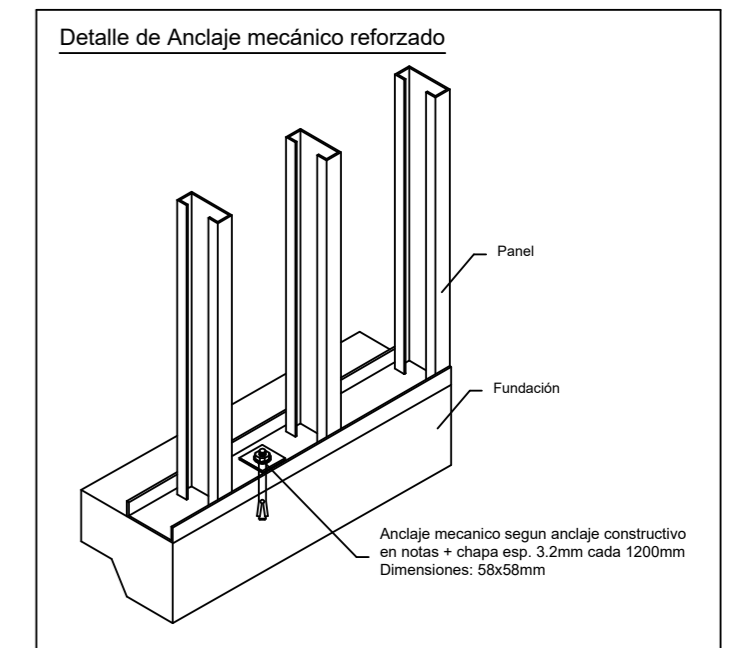 Detalle de Anclaje mecánico reforzado
Panel
Fundación
Anclaje mecanico segun anclaje constructivo
en notas + chapa esp. 3.2mm cada 1200mm
Dimensiones: 58x58mm